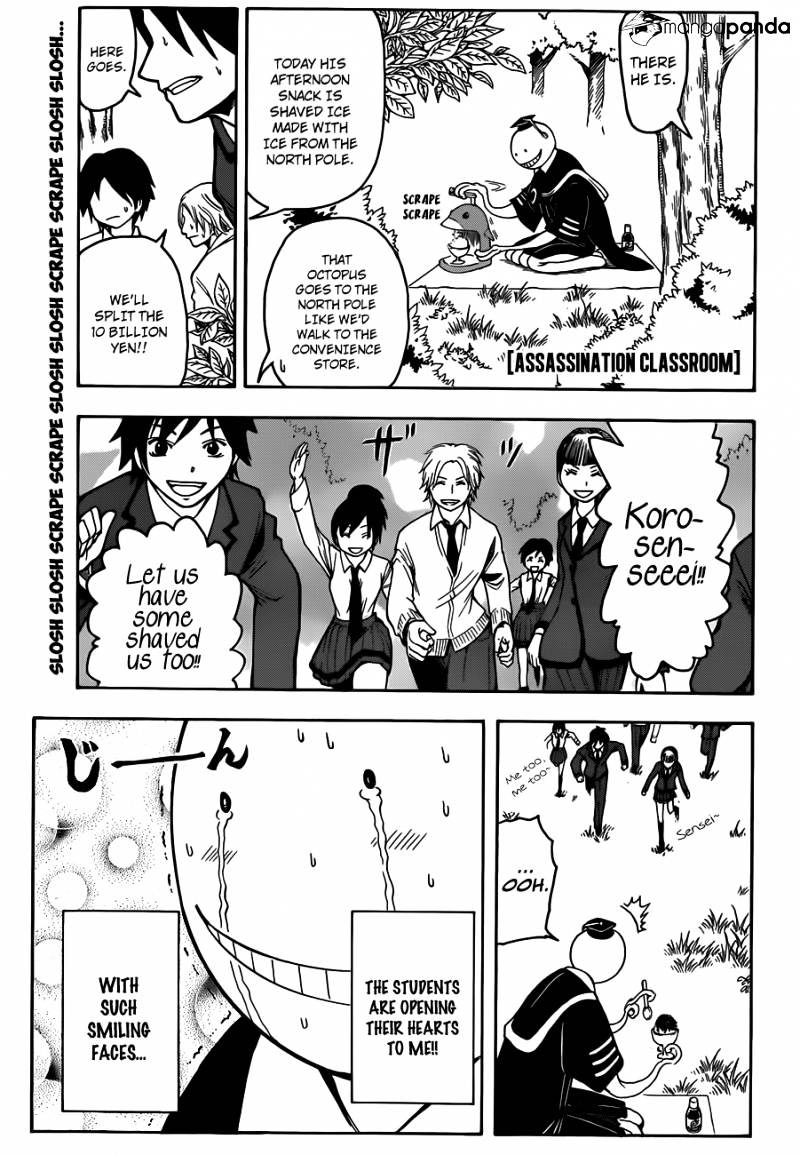 mangapanda
THERE
HE IS.
TODAY HIS
AFTERNOON
SNACK IS
SHAVED ICE
MADE WITH
ICE FROM THE
NORTH POLE.
SCRAPE
SCRAPE
THAT
OCTOPUS
GOES TO THE
NORTH POLE
LIKE WE'D
WALK TO THE
CONVENIENCE
STORE.
[ASSASSINATION CLASSROOM]
HERE
GOES.
WE'LL
SPLIT THE
10 BILLION
YEN!!
SLOSH SLOSH SCRAPE SCRAPE SLOSH SLOSH SCRAPE SCRAPE SLOSH SLOSH...
ザッ
Koro-
sen-
seeei!!
Let us
have
some
shaved
us too!!
Me too,
me too~
Sensei~
...
OOH.
じーん
THE STUDENTS
ARE OPENING
THEIR HEARTS
TO ME!!
WITH
SUCH
SMILING
FACES...